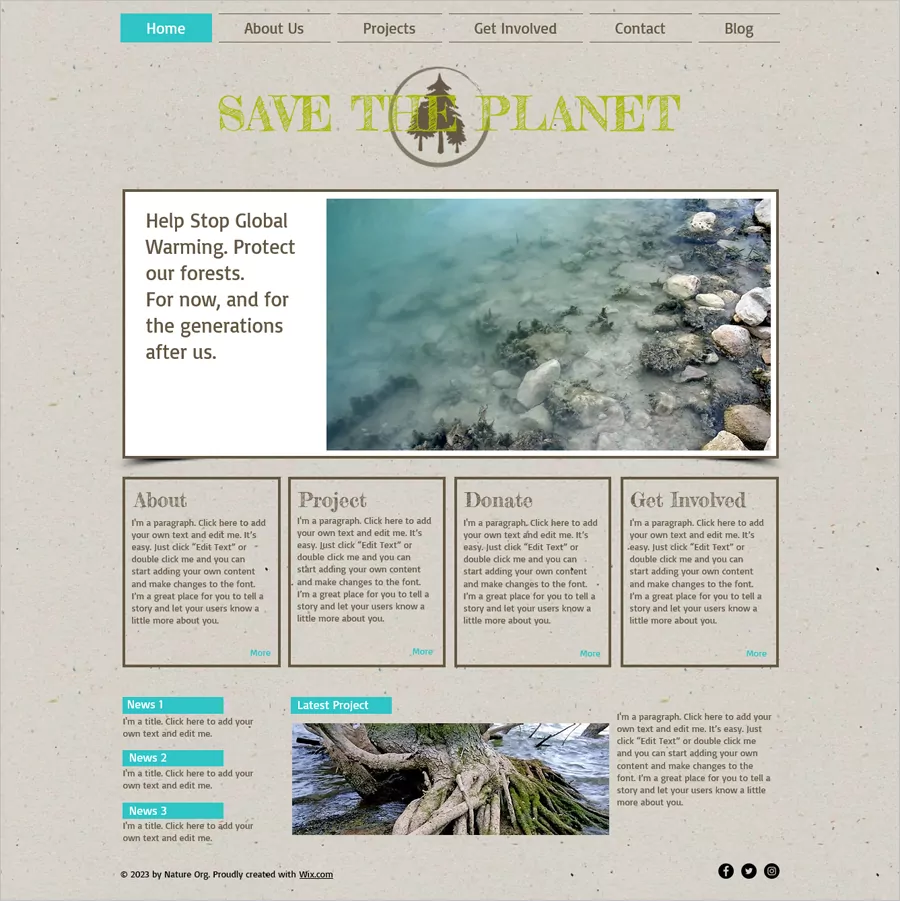 Home About Us Projects Get Involved Contact Blog
SAVE THE PLANET
Help Stop Global
Warming. Protect
our forests.
For now, and for
the generations
after us.
About
I'm a paragraph. Click here to add
your own text and edit me. It's
easy. Just click "Edit Text" or
double click me and you can
start adding your own content
and make changes to the font.
I'm a great place for you to tell a
story and let your users know a
little more about you.
More
Project
I'm a paragraph. Click here to add
your own text and edit me. It's
easy. Just click "Edit Text" or
double click me and you can
start adding your own content
and make changes to the font.
I'm a great place for you to tell a
story and let your users know a
little more about you.
More
Donate
I'm a paragraph. Click here to add
your own text and edit me. It's
easy. Just click "Edit Text" or
double click me and you can
start adding your own content
and make changes to the font.
I'm a great place for you to tell a
story and let your users know a
little more about you.
More
Get Involved
I'm a paragraph. Click here to add
your own text and edit me. It's
easy. Just click "Edit Text" or
double click me and you can
start adding your own content
and make changes to the font.
I'm a great place for you to tell a
story and let your users know a
little more about you.
More
News 1
I'm a title. Click here to add your
own text and edit me.
News 2
I'm a title. Click here to add your
own text and edit me.
News 3
I'm a title. Click here to add your
own text and edit me.
Latest Project
I'm a paragraph. Click here to add your
own text and edit me. It's easy. Just
click "Edit Text" or double click me
and you can start adding your own
content and make changes to the
font. I'm a great place for you to tell a
story and let your users know a little
more about you.
© 2023 by Nature Org. Proudly created with Wix.com